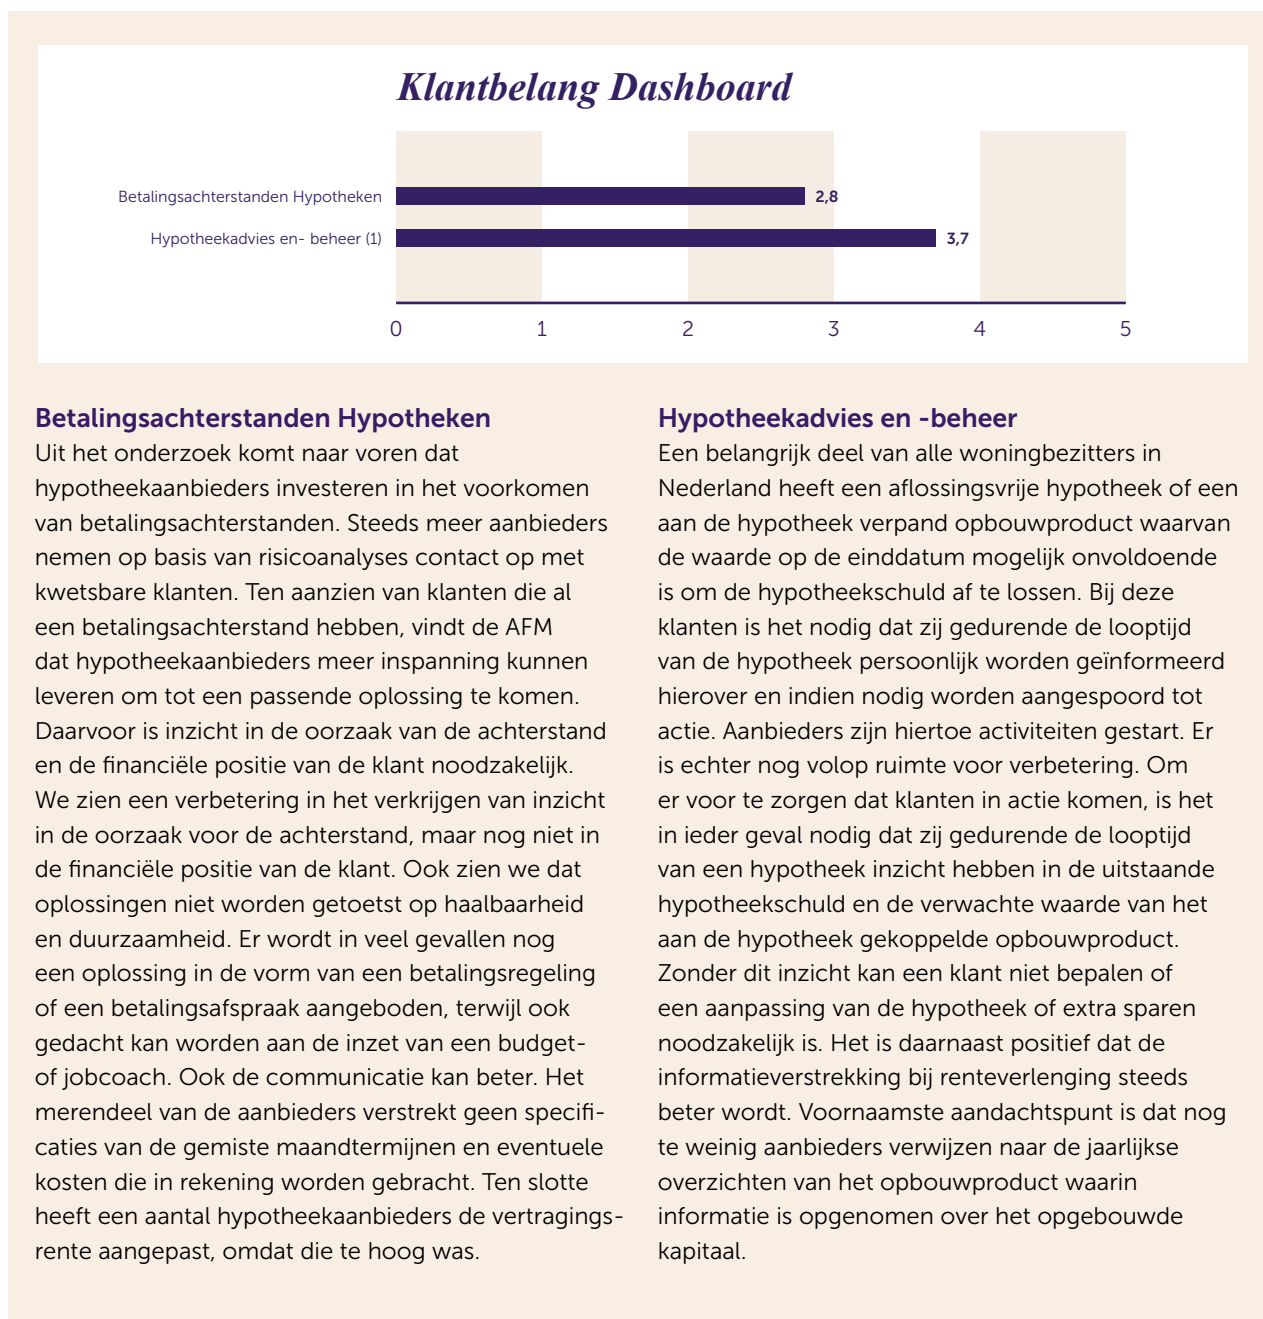 Klantbelang Dashboard
Betalingsachterstanden Hypotheken 2,8
Hypotheekadvies en- beheer (1) 3,7
0 1 2 3 4 5
Betalingsachterstanden Hypotheken
Uit het onderzoek komt naar voren dat
hypotheekaanbieders investeren in het voorkomen
van betalingsachterstanden. Steeds meer aanbieders
nemen op basis van risicoanalyses contact op met
kwetsbare klanten. Ten aanzien van klanten die al
een betalingsachterstand hebben, vindt de AFM
dat hypotheekaanbieders meer inspanning kunnen
leveren om tot een passende oplossing te komen.
Daarvoor is inzicht in de oorzaak van de achterstand
en de financiële positie van de klant noodzakelijk.
We zien een verbetering in het verkrijgen van inzicht
in de oorzaak voor de achterstand, maar nog niet in
de financiële positie van de klant. Ook zien we dat
oplossingen niet worden getoetst op haalbaarheid
en duurzaamheid. Er wordt in veel gevallen nog
een oplossing in de vorm van een betalingsregeling
of een betalingsafspraak aangeboden, terwijl ook
gedacht kan worden aan de inzet van een budget-
of jobcoach. Ook de communicatie kan beter. Het
merendeel van de aanbieders verstrekt geen specifi-
caties van de gemiste maandtermijnen en eventuele
kosten die in rekening worden gebracht. Ten slotte
heeft een aantal hypotheekaanbieders de vertragings-
rente aangepast, omdat die te hoog was.
Hypotheekadvies en -beheer
Een belangrijk deel van alle woningbezitters in
Nederland heeft een aflossingsvrije hypotheek of een
aan de hypotheek verpand opbouwproduct waarvan
de waarde op de einddatum mogelijk onvoldoende
is om de hypotheekschuld af te lossen. Bij deze
klanten is het nodig dat zij gedurende de looptijd
van de hypotheek persoonlijk worden geïnformeerd
hierover en indien nodig worden aangespoord tot
actie. Aanbieders zijn hiertoe activiteiten gestart. Er
is echter nog volop ruimte voor verbetering. Om
er voor te zorgen dat klanten in actie komen, is het
in ieder geval nodig dat zij gedurende de looptijd
van een hypotheek inzicht hebben in de uitstaande
hypotheekschuld en de verwachte waarde van het
aan de hypotheek gekoppelde opbouwproduct.
Zonder dit inzicht kan een klant niet bepalen of
een aanpassing van de hypotheek of extra sparen
noodzakelijk is. Het is daarnaast positief dat de
informatieverstrekking bij renteverlenging steeds
beter wordt. Voornaamste aandachtspunt is dat nog
te weinig aanbieders verwijzen naar de jaarlijkse
overzichten van het opbouwproduct waarin
informatie is opgenomen over het opgebouwde
kapitaal.